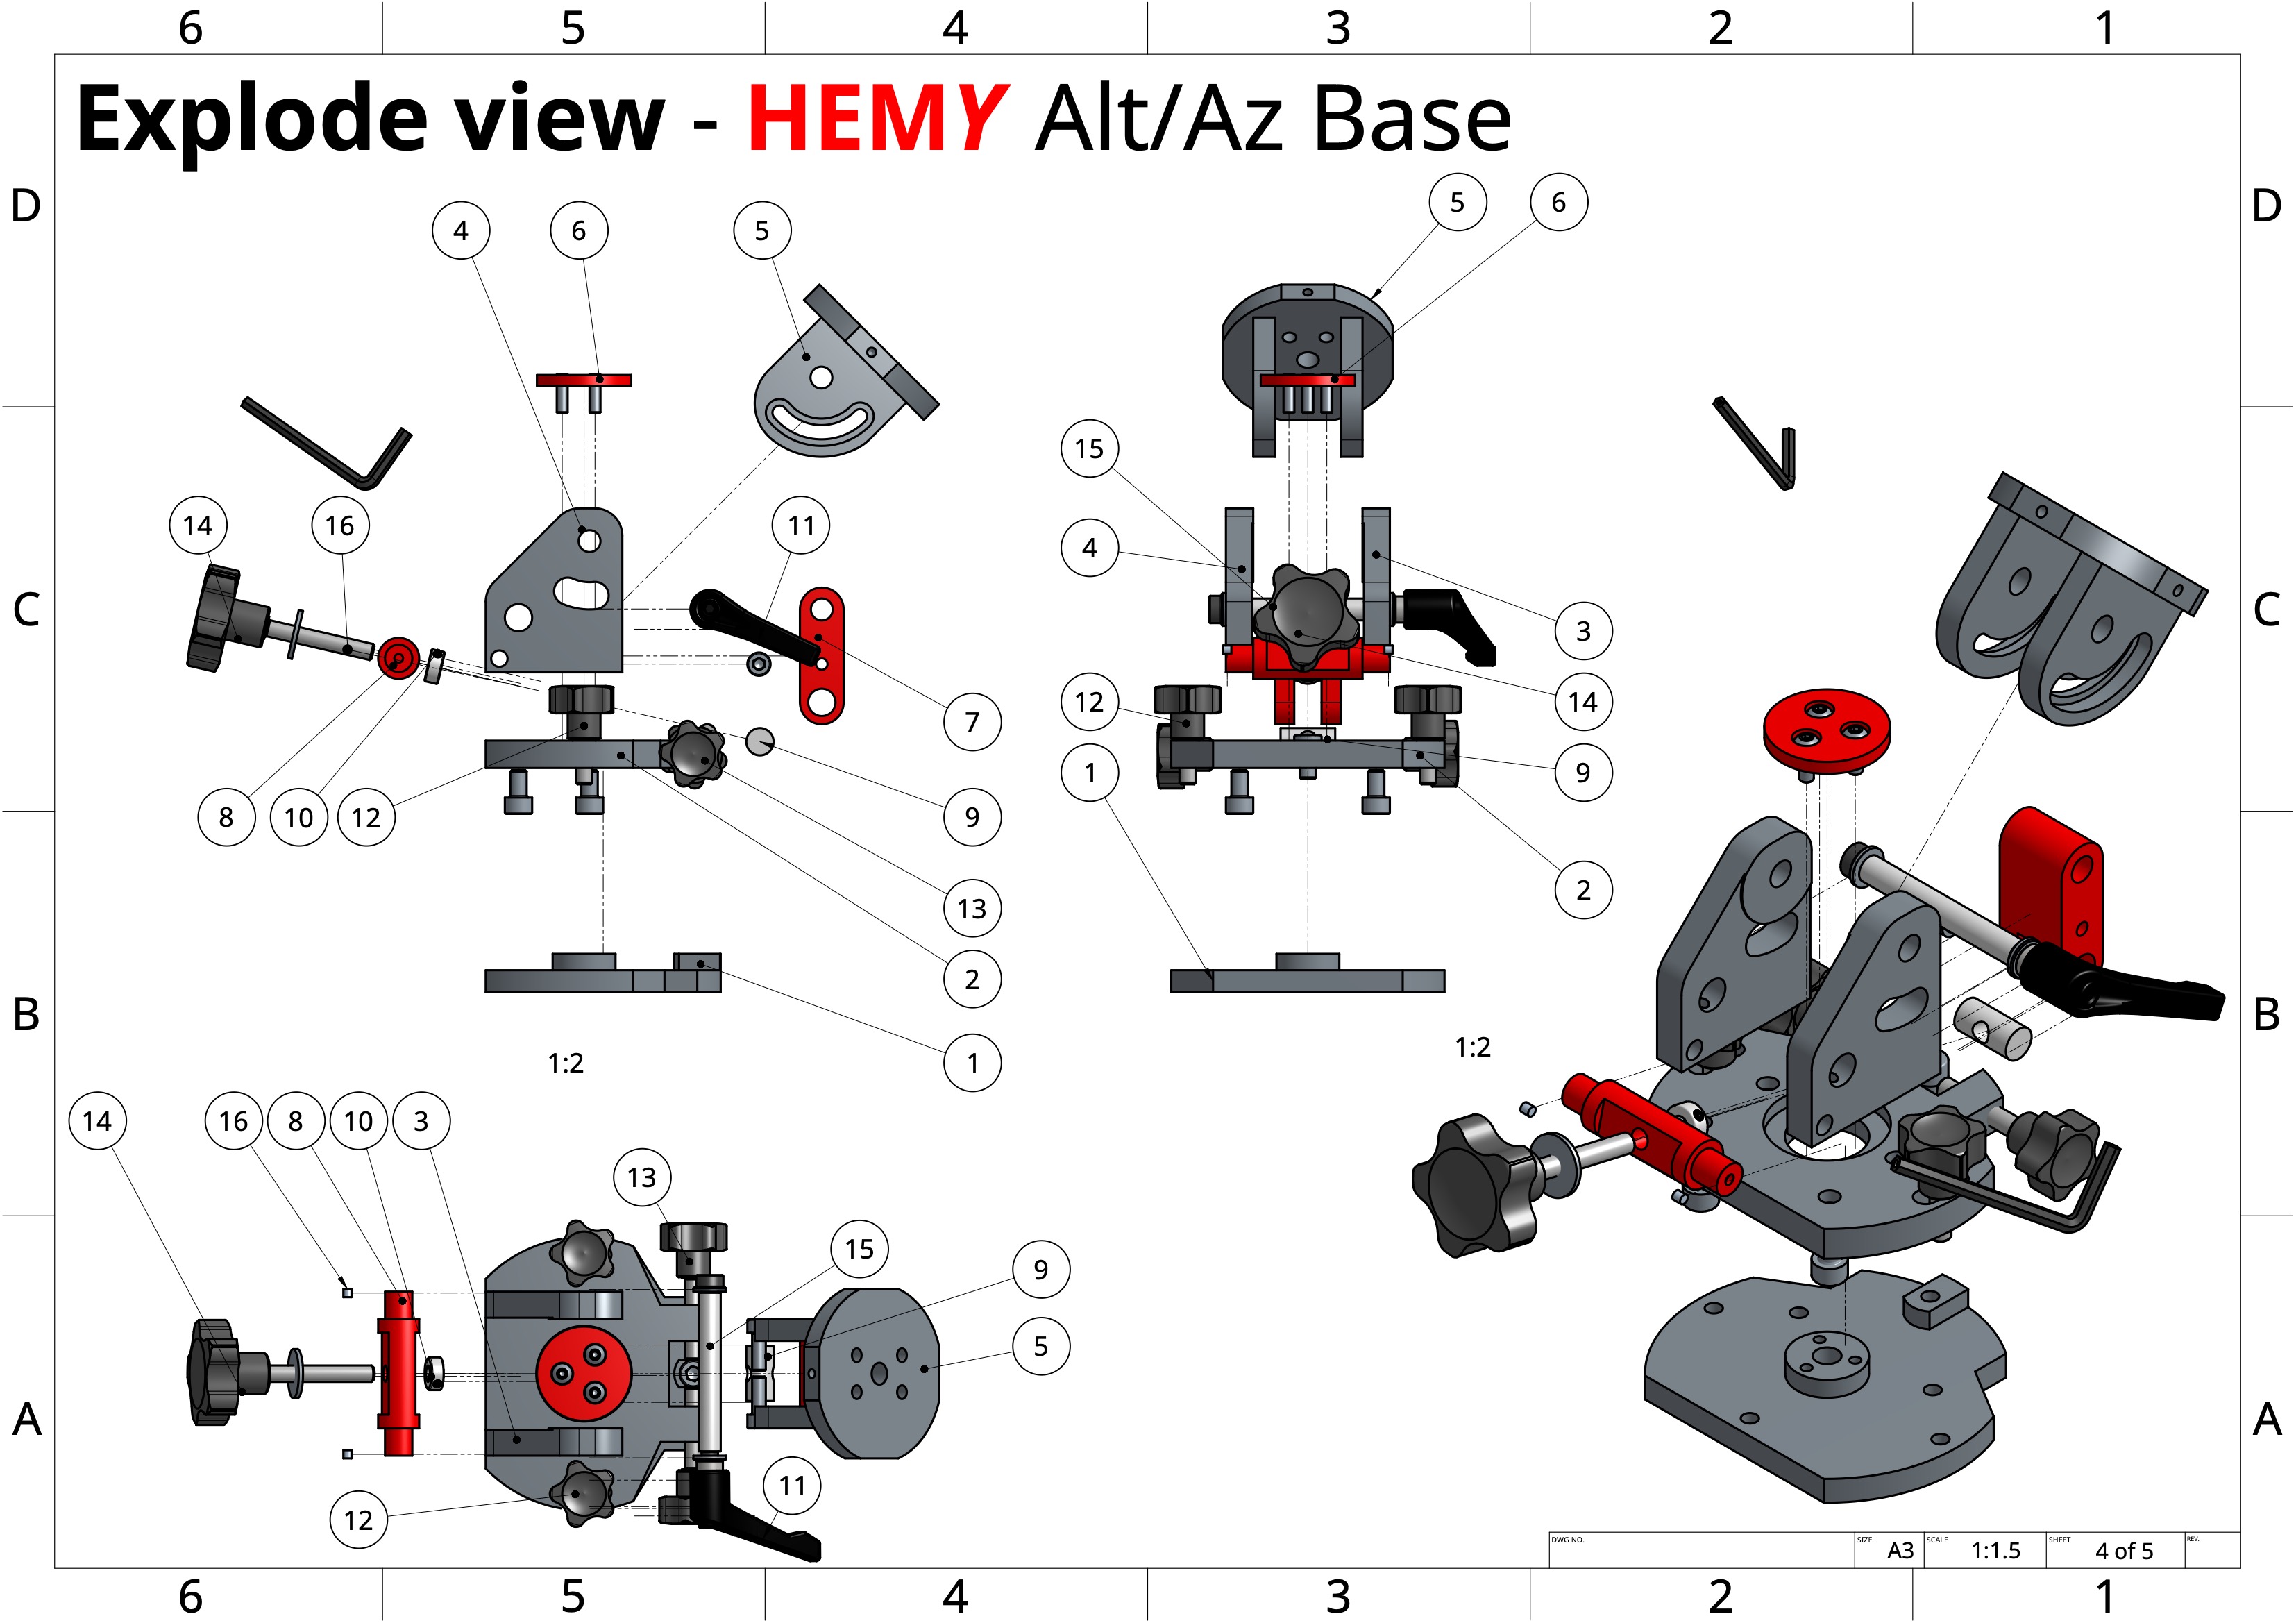 6 5 4 3 2 1
Explode view - HEMY Alt/Az Base
D D
5 6
4 6 5
15
14 16 11
4
C C
3
12 14
7
1 9
8 10 12 9
2
13
2
B B
1:2
1:2
1
14 16 8 10 3
13
15
9
5
A A
11
12
DWG NO. SIZE A3 SCALE 1:1.5 SHEET 4 of 5 REV.
6 5 4 3 2 1